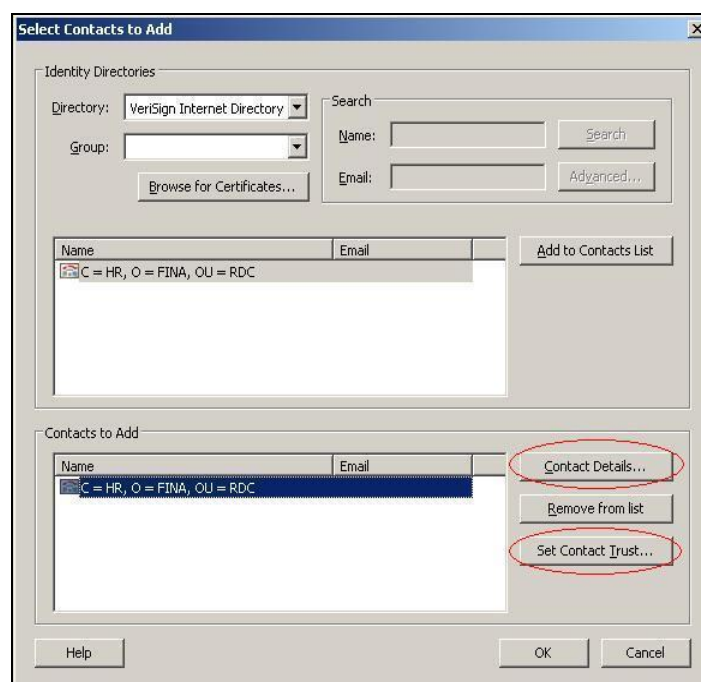 Select Contacts to Add
Identity Directories
Directory: VeriSign Internet Directory
Group:
Browse for Certificates...
Search
Name:
Search
Email:
Advanced...
Name Email
C = HR, O = FINA, OU = RDC
Add to Contacts List
Contacts to Add
Name Email
C = HR, O = FINA, OU = RDC
Contact Details...
Remove from list
Set Contact Trust...
Help OK Cancel